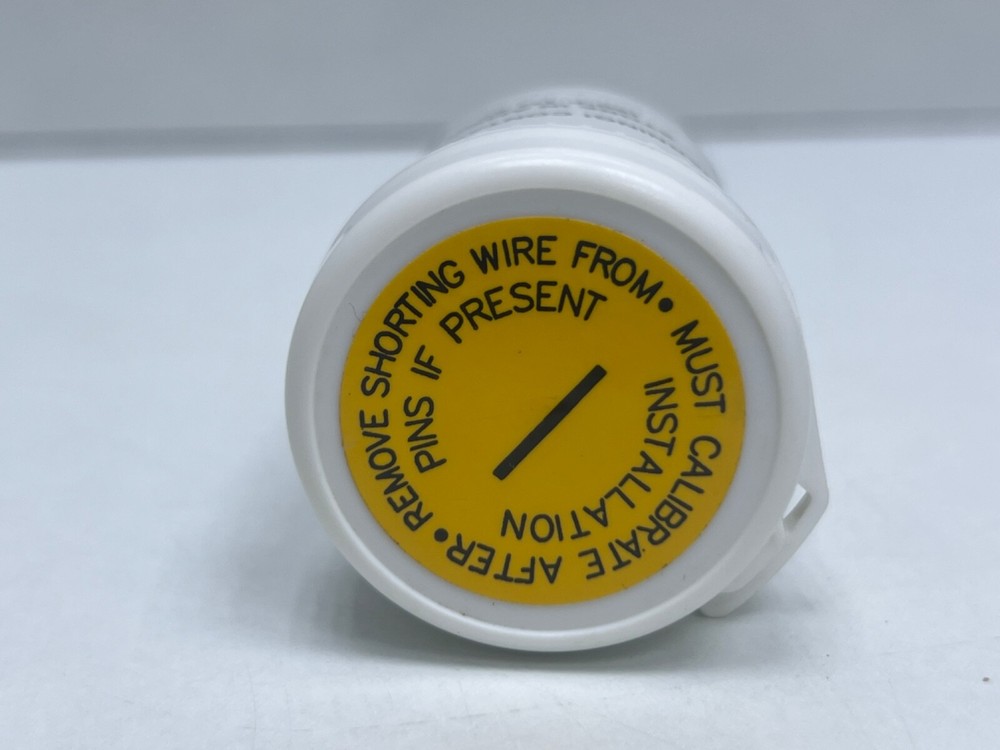 • REMOVE SHORTING WIRE FROM
PINS IF PRESENT
• MUST CALIBRATE AFTER
INSTALLATION